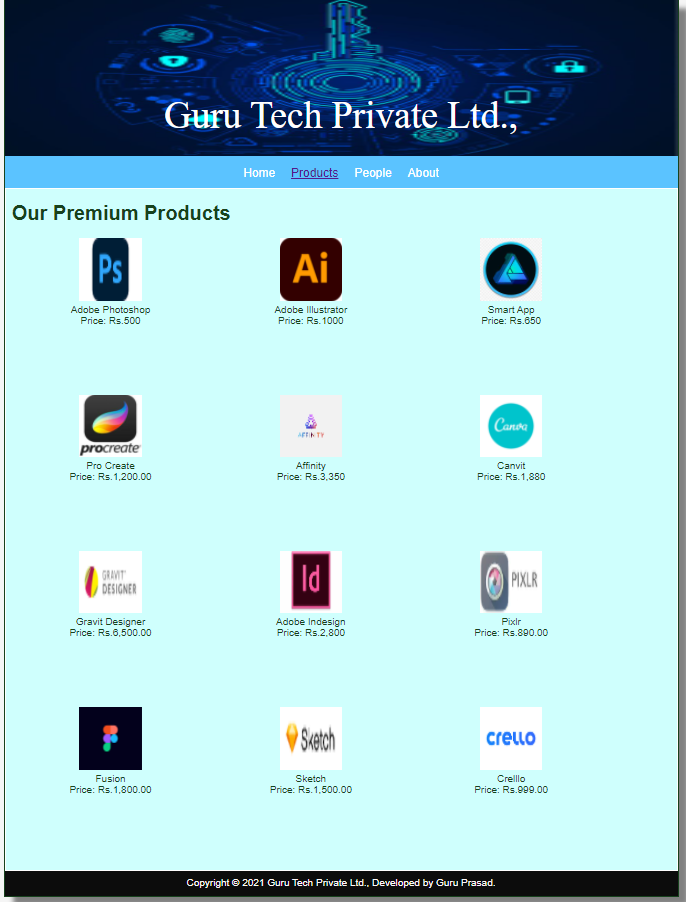 Guru Tech Private Ltd.,
Home Products People About
Our Premium Products
Ps Ai
Adobe Photoshop Adobe Illustrator Smart App
Price: Rs.500 Price: Rs.1000 Price: Rs.650
procreate AFFINITY Canva
Pro Create Affinity Canvit
Price: Rs.1,200.00 Price: Rs.3,350 Price: Rs.1,880
GRAVIT
DESIGNER Id PIXLR
Gravit Designer Adobe Indesign Pixlr
Price: Rs.6,500.00 Price: Rs.2,800 Price: Rs.890.00
Sketch crello
Fusion Sketch Crelllo
Price: Rs.1,800.00 Price: Rs.1,500.00 Price: Rs.999.00
Copyright © 2021 Guru Tech Private Ltd., Developed by Guru Prasad.